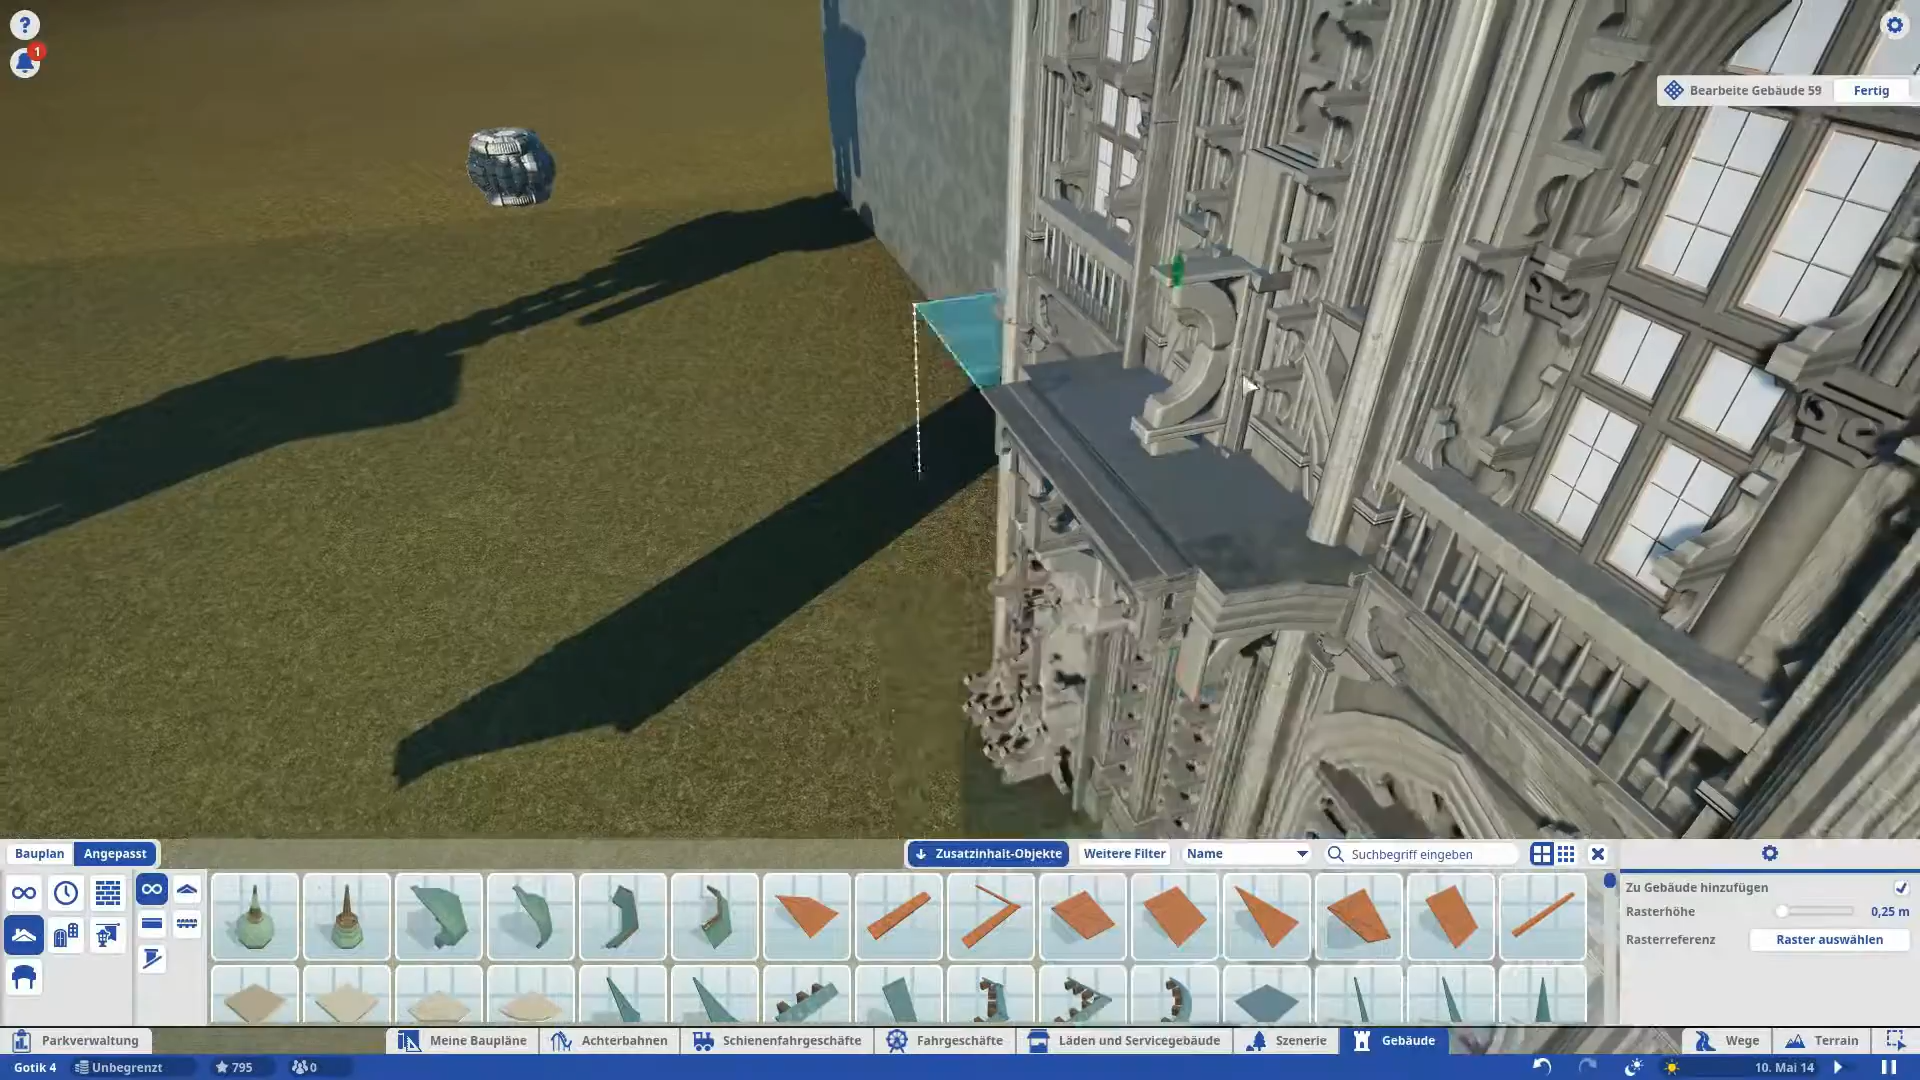 ?
1
Bearbeite Gebäude 59
Fertig
Bauplan
Angepasst
Zusatzinhalt-Objekte
Weitere Filter
Name
Suchbegriff eingeben
Zu Gebäude hinzufügen
Rasterhöhe
0,25 m
Rasterreferenz
Raster auswählen
Parkverwaltung
Meine Baupläne
Achterbahnen
Schienenfahrgeschäfte
Fahrgeschäfte
Läden und Servicegebäude
Szenerie
Gebäude
Wege
Terrain
Gotik 4
Unbegrenzt
795
0
10. Mai 14